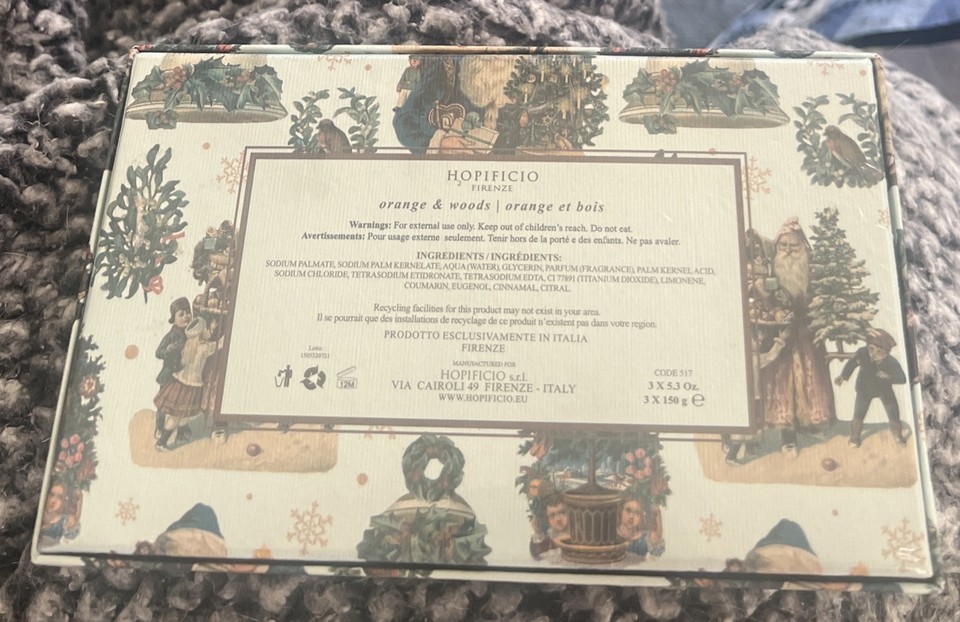 H2OPIFICIO
FIRENZE
orange & woods | orange et bois
Warnings: For external use only. Keep out of children's reach. Do not eat.
Avertissements: Pour usage externe seulement. Tenir hors de la porté e des enfants. Ne pas avaler.
INGREDIENTS / INGRÉDIENTS:
SODIUM PALMATE, SODIUM PALM KERNELATE, AQUA (WATER), GLYCERIN, PARFUM (FRAGRANCE), PALM KERNEL ACID,
SODIUM CHLORIDE, TETRASODIUM ETIDRONATE, TETRASODIUM EDTA, CI 77891 (TITANIUM DIOXIDE), LIMONENE,
COUMARIN, EUGENOL, CINNAMAL, CITRAL.
Recycling facilities for this product may not exist in your area.
Il se pourrait que des installations de recyclage de ce produit n'existent pas dans votre region.
PRODOTTO ESCLUSIVAMENTE IN ITALIA
FIRENZE
Lotto:
12M
MANUFACTURED FOR
HOPIFICIO s.r.l.
VIA CAIROLI 49 FIRENZE - ITALY
WWW.HOPIFICIO.EU
CODE 517
3 X 5.3 Oz.
3 X 150 g ℮